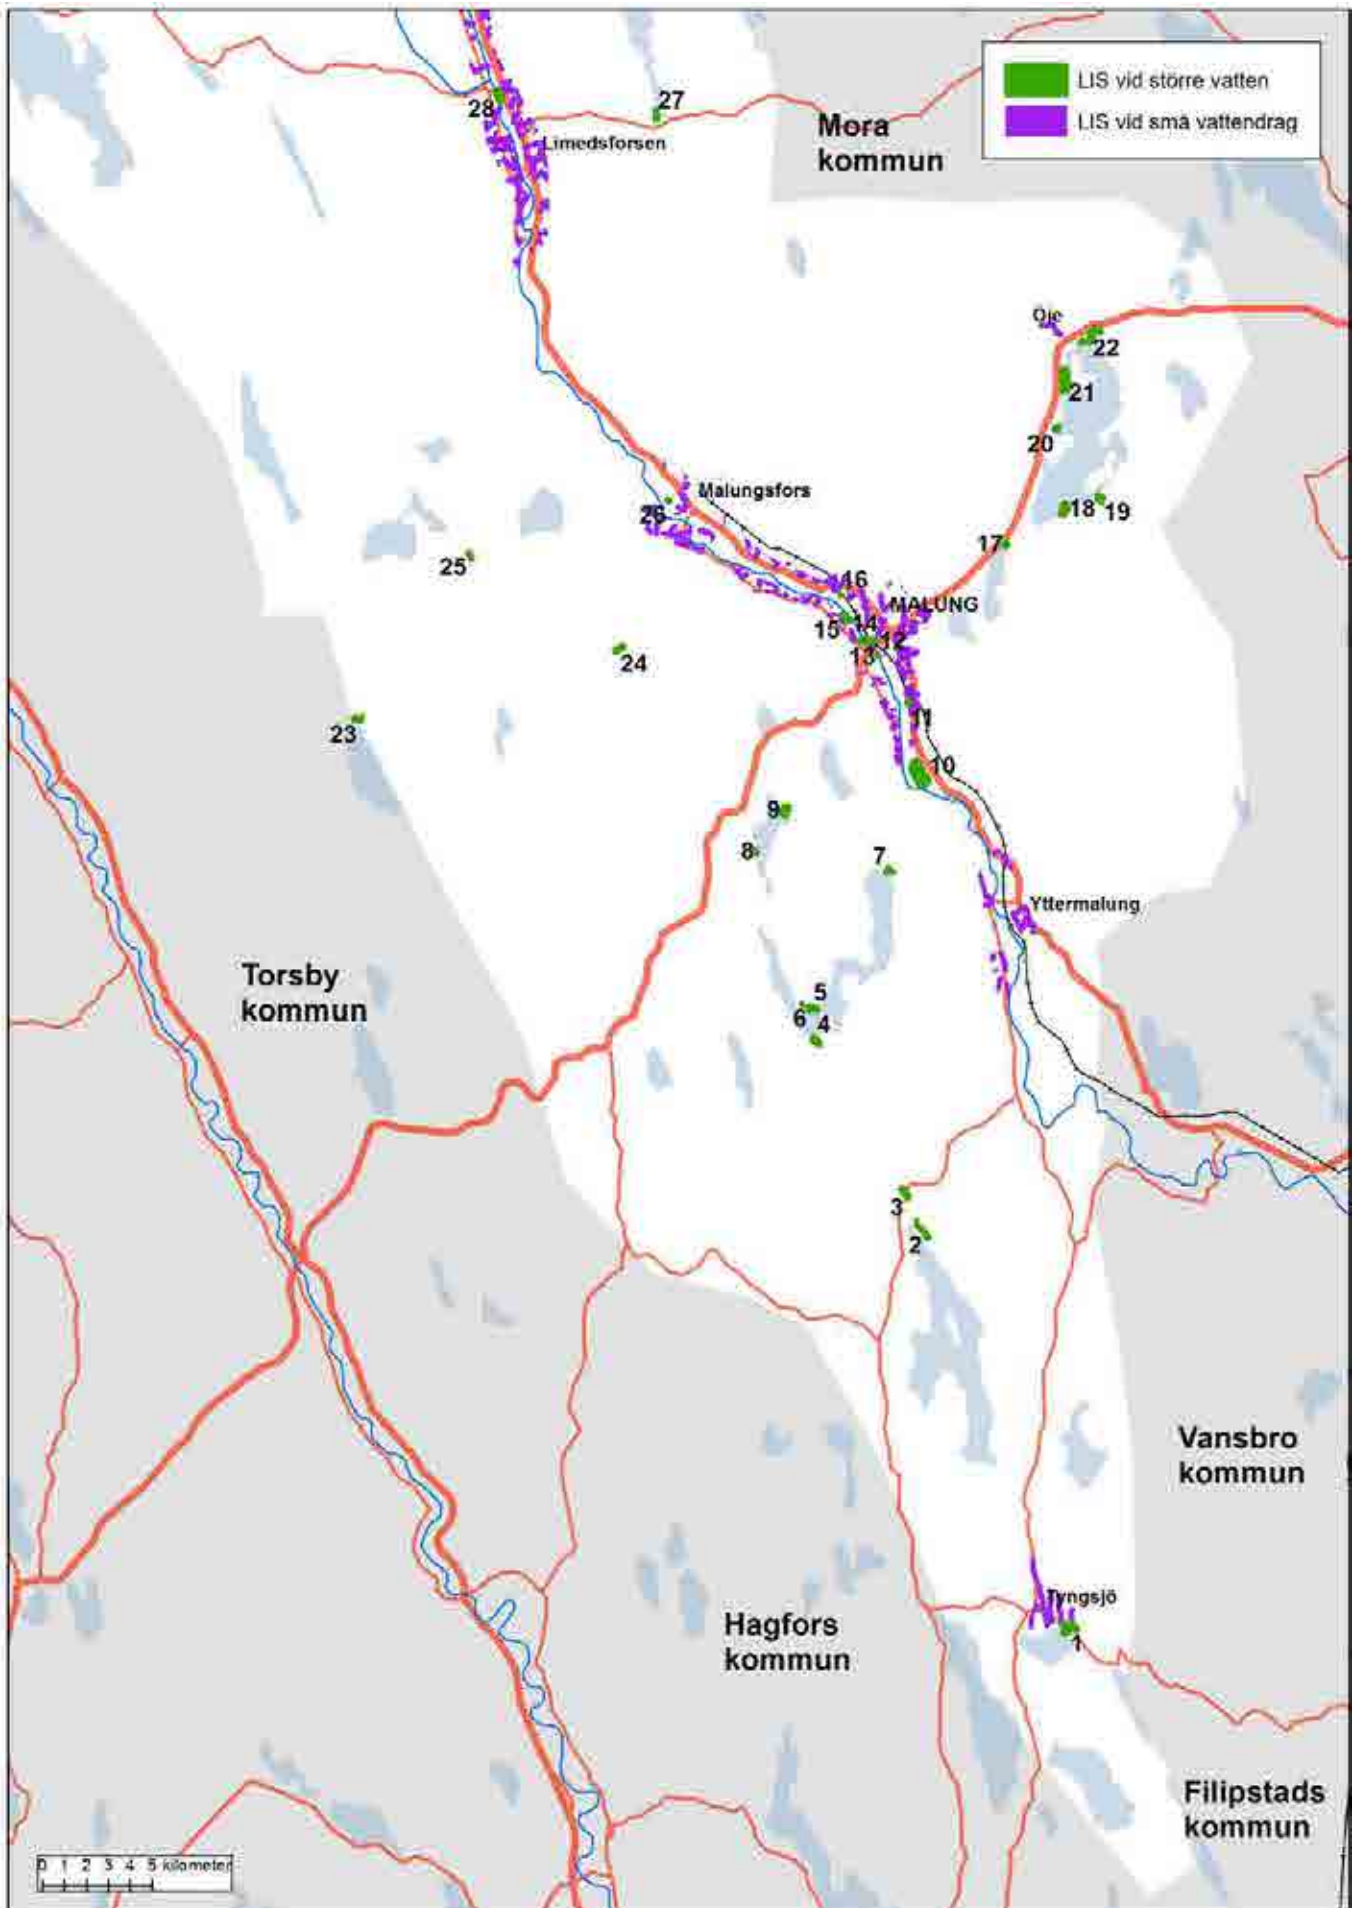 LIS vid större vatten
LIS vid små vattendrag
28
27
Limedsforsen
Mora
kommun
Oje
22
21
20
Malungsfors
26
18
19
17
25
16
MALUNG
15
14
12
13
24
23
11
10
9
8
7
Yttermalung
Torsby
kommun
5
6
4
3
2
Vansbro
kommun
Tyngsjö
1
Hagfors
kommun
Filipstads
kommun
0 1 2 3 4 5 kilometer